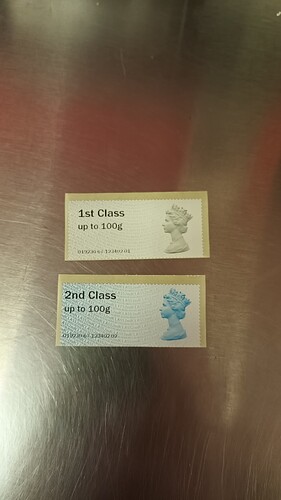 1st Class
up to 100g
2nd Class
up to 100g